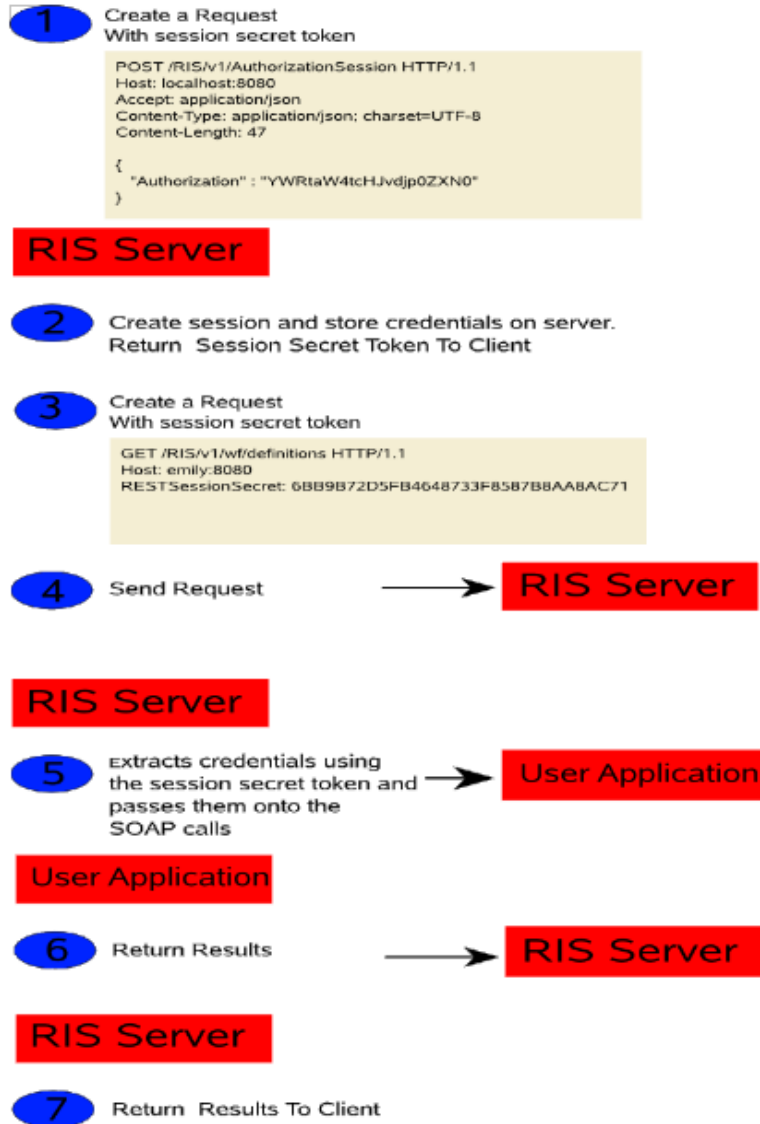 1
Create a Request
With session secret token
POST /RIS/v1/AuthorizationSession HTTP/1.1
Host: localhost:8080
Accept: application/json
Content-Type: application/json; charset=UTF-8
Content-Length: 47
{
"Authorization" : "YWRtaW4tcHJvdjp0ZXN0"
}
RIS Server
2
Create session and store credentials on server.
Return Session Secret Token To Client
3
Create a Request
With session secret token
GET /RIS/v1/wf/definitions HTTP/1.1
Host: emily:8080
RESTSessionSecret: 6BB9B72D5FB4648733F8587B8AA8AC71
4
Send Request
RIS Server
RIS Server
5
Extracts credentials using
the session secret token and
passes them onto the
SOAP calls
User Application
User Application
6
Return Results
RIS Server
RIS Server
7
Return Results To Client